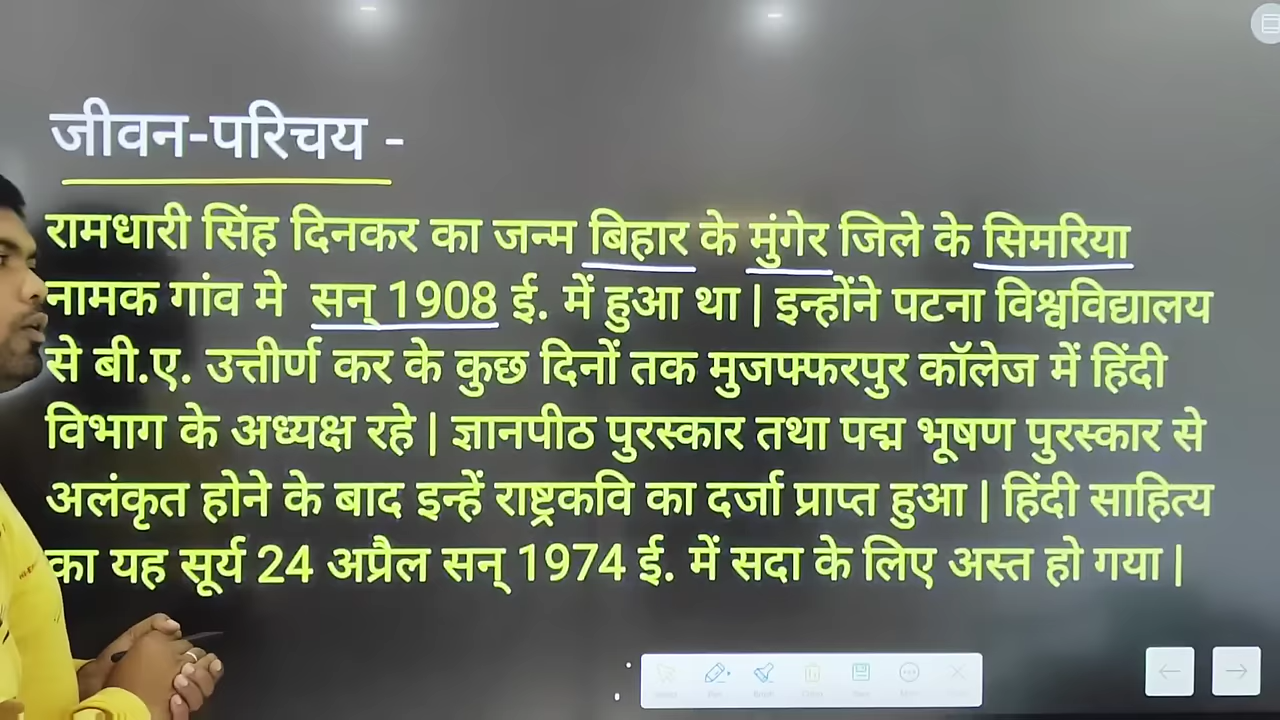 जीवन-परिचय -
रामधारी सिंह दिनकर का जन्म बिहार के मुंगेर जिले के सिमरिया
नामक गांव मे सन् 1908 ई. में हुआ था | इन्होंने पटना विश्वविद्यालय
से बी.ए. उत्तीर्ण कर के कुछ दिनों तक मुजफ्फरपुर कॉलेज में हिंदी
विभाग के अध्यक्ष रहे | ज्ञानपीठ पुरस्कार तथा पद्म भूषण पुरस्कार से
अलंकृत होने के बाद इन्हें राष्ट्रकवि का दर्जा प्राप्त हुआ | हिंदी साहित्य
का यह सूर्य 24 अप्रैल सन् 1974 ई. में सदा के लिए अस्त हो गया |